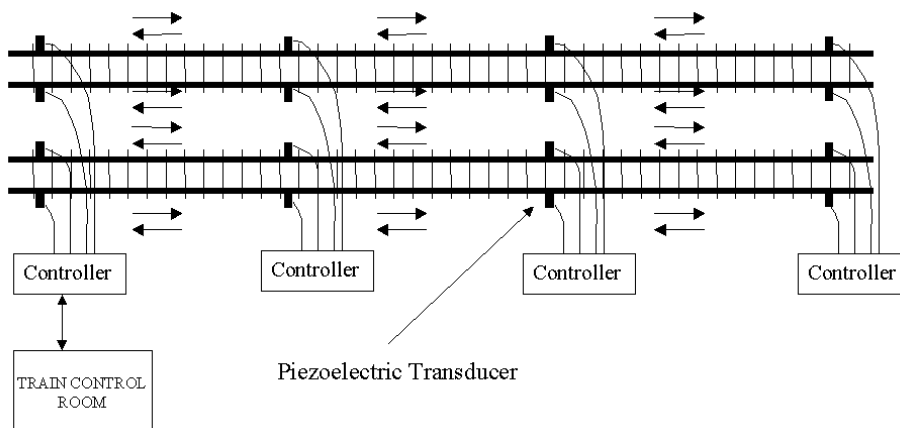 Controller
Controller
Controller
Controller
Piezoelectric Transducer
TRAIN CONTROL
ROOM